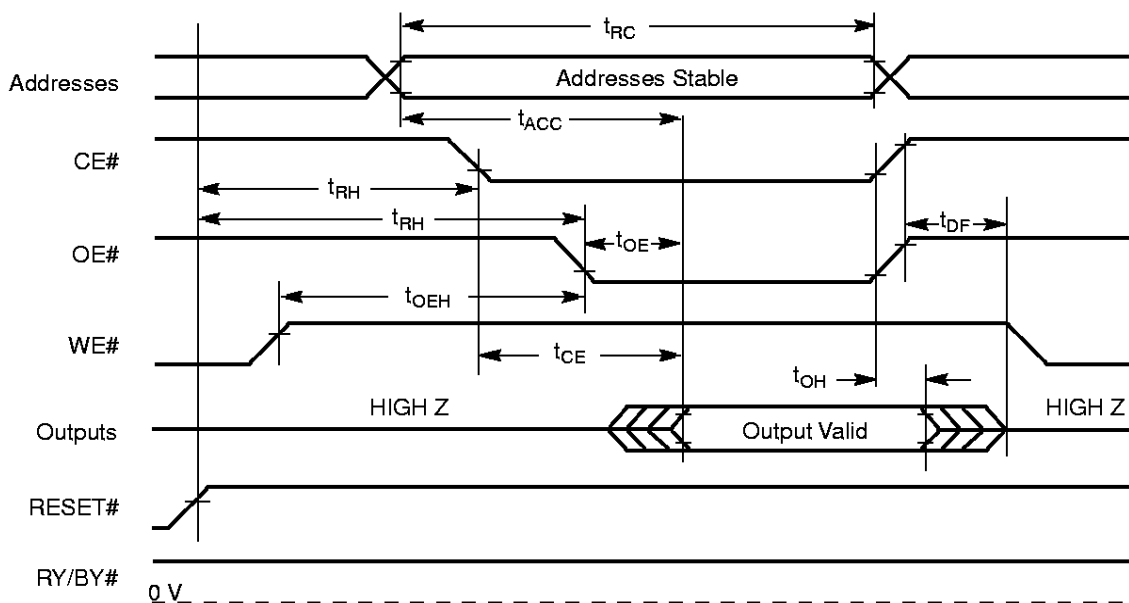 tRC
Addresses
Addresses Stable
tACC
CE#
tRH
tRH
OE#
tOE
tDF
tOEH
WE#
tCE
tOH
HIGH Z
HIGH Z
Outputs
Output Valid
RESET#
RY/BY#
0 V